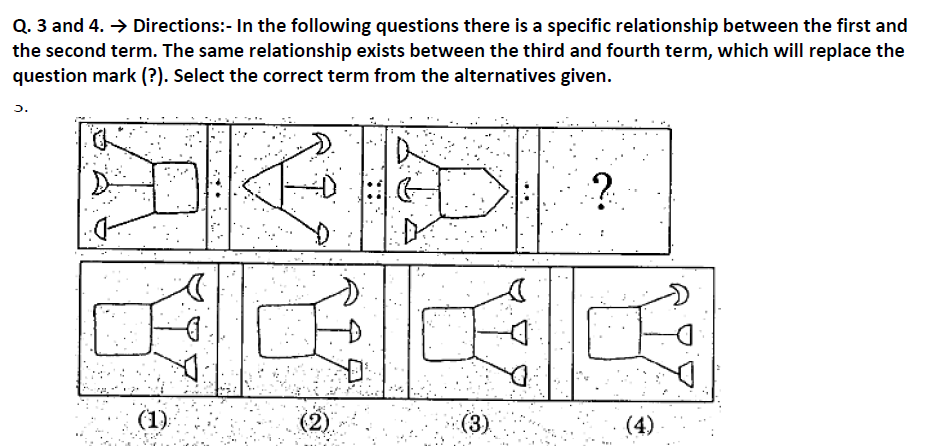 Q. 3 and 4. → Directions:- In the following questions there is a specific relationship between the first and
the second term. The same relationship exists between the third and fourth term, which will replace the
question mark (?). Select the correct term from the alternatives given.
: :: : ?
(1) (2) (3) (4)